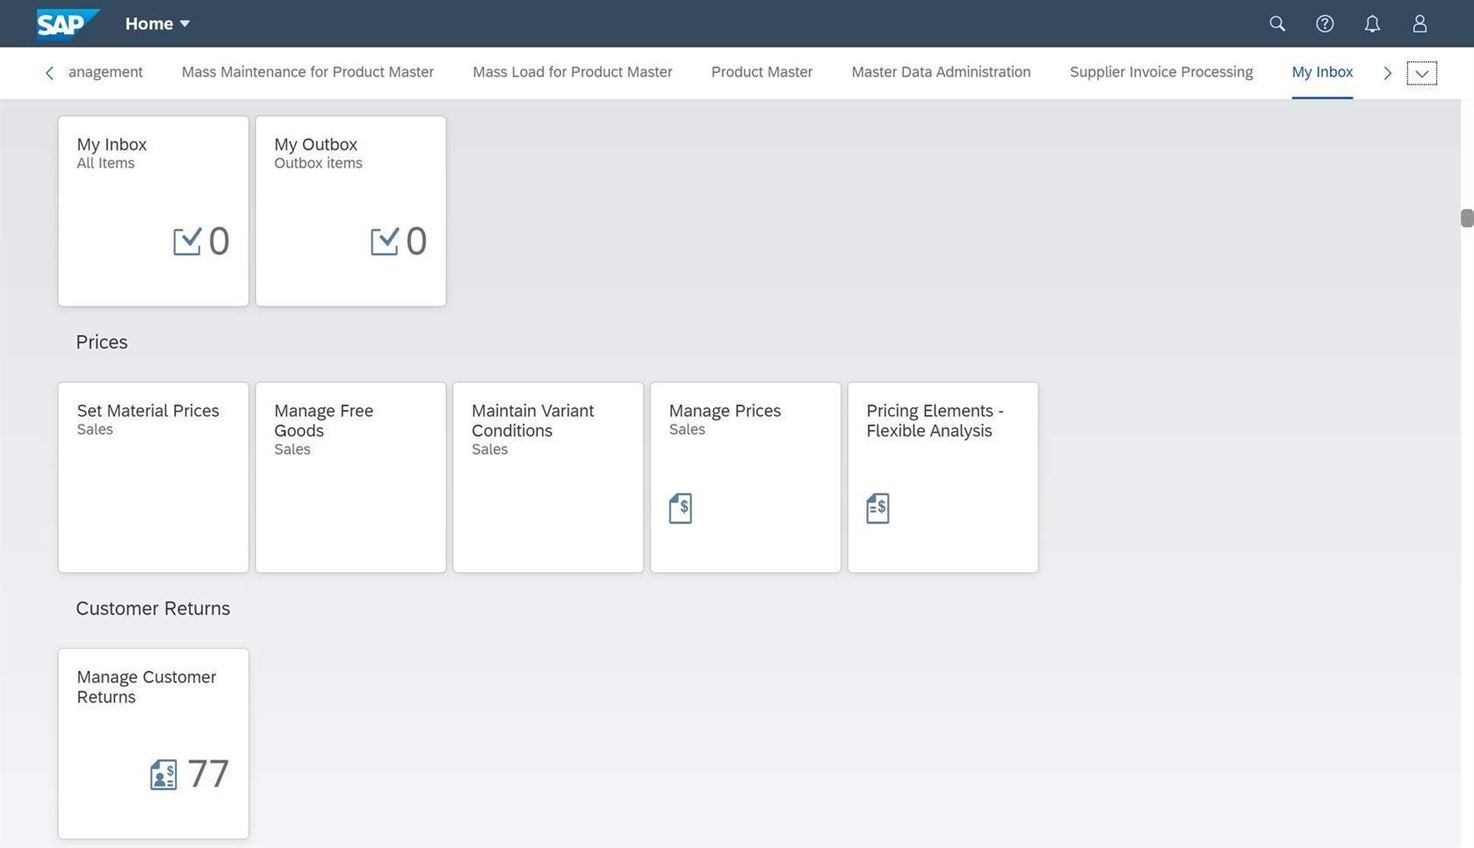 SAP Home
anagement Mass Maintenance for Product Master Mass Load for Product Master Product Master Master Data Administration Supplier Invoice Processing My Inbox
My Inbox
All Items
0
My Outbox
Outbox items
0
Prices
Set Material Prices
Sales
Manage Free
Goods
Sales
Maintain Variant
Conditions
Sales
Manage Prices
Sales
$
Pricing Elements -
Flexible Analysis
$
Customer Returns
Manage Customer
Returns
$ 77